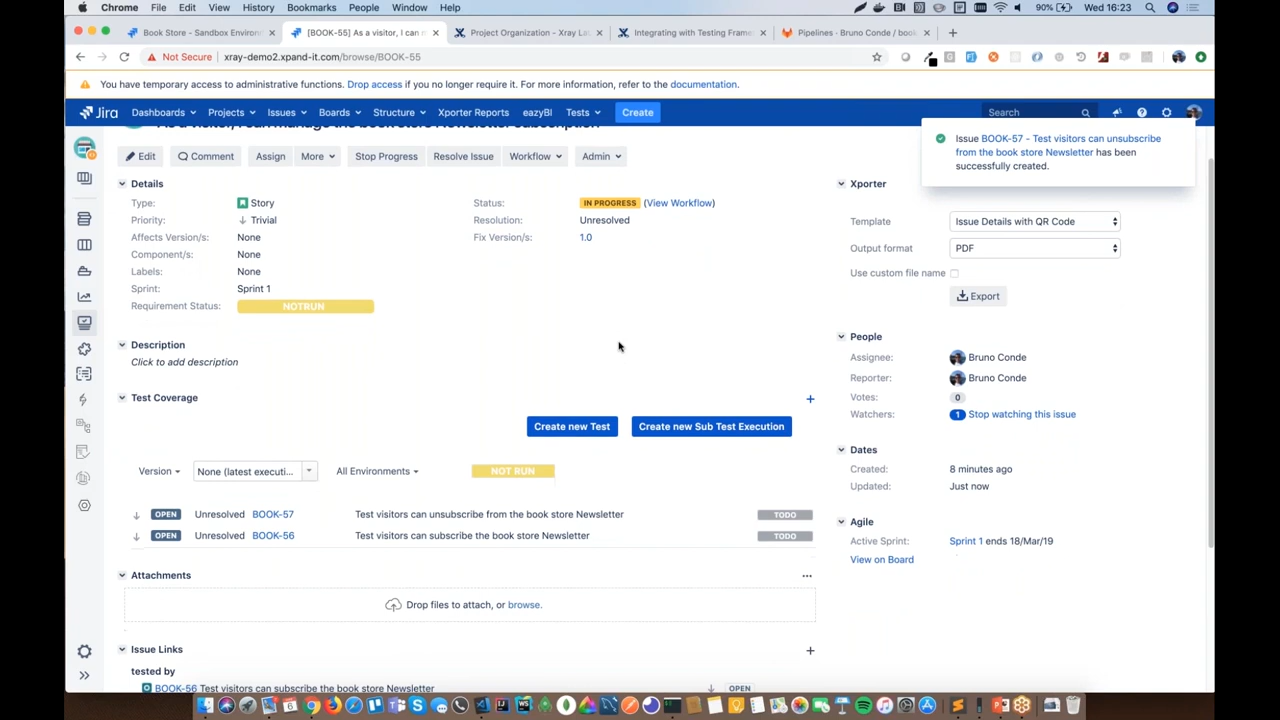 Chrome File Edit View History Bookmarks People Window Help 90% Wed 16:23
Book Store - Sandbox Environ × [BOOK-55] As a visitor, I can m × Project Organization - Xray La × Integrating with Testing Frame × Pipelines · Bruno Conde / book × +
Not Secure | xray-demo2.xpand-it.com/browse/BOOK-55
You have temporary access to administrative functions. Drop access if you no longer require it. For more information, refer to the documentation.
Jira Dashboards Projects Issues Boards Structure Xporter Reports eazyBI Tests Create Search
Issue BOOK-57 - Test visitors can unsubscribe
from the book store Newsletter has been
successfully created.
Edit Comment Assign More Stop Progress Resolve Issue Workflow Admin
Details
Type: Story Status: IN PROGRESS (View Workflow)
Priority: Trivial Resolution: Unresolved
Affects Version/s: None Fix Version/s: 1.0
Component/s: None
Labels: None
Sprint: Sprint 1
Requirement Status: NOTRUN
Description
Click to add description
Test Coverage +
Create new Test Create new Sub Test Execution
Version None (latest executi... All Environments NOT RUN
OPEN Unresolved BOOK-57 Test visitors can unsubscribe from the book store Newsletter TODO
OPEN Unresolved BOOK-56 Test visitors can subscribe the book store Newsletter TODO
Attachments
Drop files to attach, or browse.
Issue Links +
tested by
BOOK-56 Test visitors can subscribe the book store Newsletter OPEN
Xporter
Template Issue Details with QR Code
Output format PDF
Use custom file name
Export
People
Assignee: Bruno Conde
Reporter: Bruno Conde
Votes: 0
Watchers: 1 Stop watching this issue
Dates
Created: 8 minutes ago
Updated: Just now
Agile
Active Sprint: Sprint 1 ends 18/Mar/19
View on Board